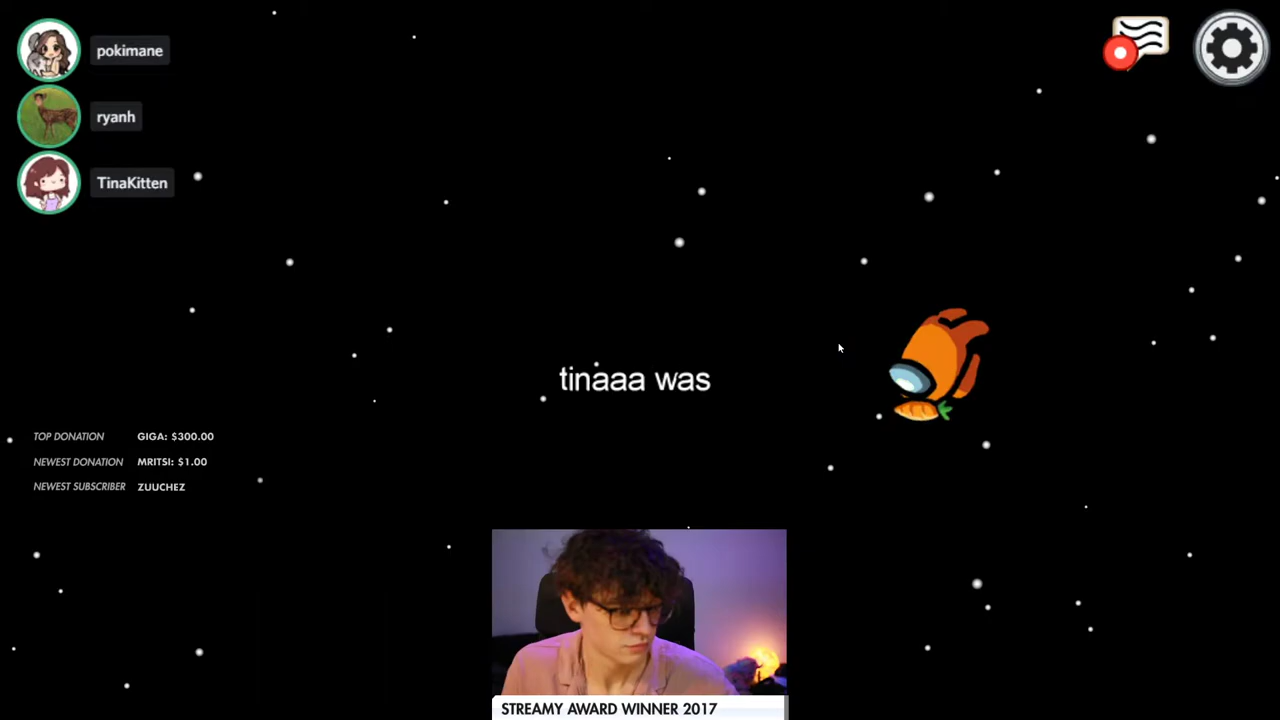 pokimane
ryanh
TinaKitten
tinaaa was
TOP DONATION GIGA: $300.00
NEWEST DONATION MRITSI: $1.00
NEWEST SUBSCRIBER ZUUCHEZ
STREAMY AWARD WINNER 2017